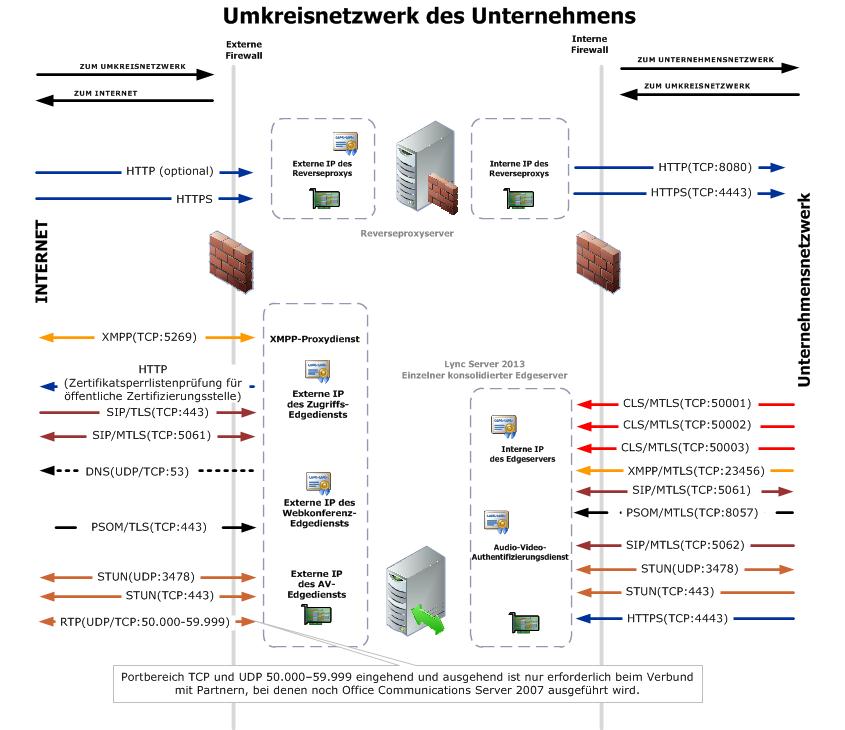 Umkreisnetzwerk des Unternehmens
Externe
Firewall
Interne
Firewall
ZUM UMKREISNETZWERK
ZUM INTERNET
ZUM UNTERNEHMENSNETZWERK
ZUM UMKREISNETZWERK
HTTP (optional)
HTTPS
Externe IP des
Reverseproxys
Interne IP des
Reverseproxys
HTTP(TCP:8080)
HTTPS(TCP:4443)
Reverseproxyserver
INTERNET
Unternehmensnetzwerk
XMPP(TCP:5269)
HTTP
(Zertifikatsperrlistenprüfung für
öffentliche Zertifizierungsstelle)
SIP/TLS(TCP:443)
SIP/MTLS(TCP:5061)
DNS(UDP/TCP:53)
PSOM/TLS(TCP:443)
STUN(UDP:3478)
STUN(TCP:443)
RTP(UDP/TCP:50.000-59.999)
XMPP-Proxydienst
Externe IP
des Zugriffs-
Edgediensts
Externe IP des
Webkonferenz-
Edgediensts
Externe IP
des AV-
Edgediensts
Lync Server 2013
Einzelner konsolidierter Edgeserver
Interne IP
des Edgeservers
Audio-Video-
Authentifizierungsdienst
CLS/MTLS(TCP:50001)
CLS/MTLS(TCP:50002)
CLS/MTLS(TCP:50003)
XMPP/MTLS(TCP:23456)
SIP/MTLS(TCP:5061)
PSOM/MTLS(TCP:8057)
SIP/MTLS(TCP:5062)
STUN(UDP:3478)
STUN(TCP:443)
HTTPS(TCP:4443)
Portbereich TCP und UDP 50.000–59.999 eingehend und ausgehend ist nur erforderlich beim Verbund
mit Partnern, bei denen noch Office Communications Server 2007 ausgeführt wird.